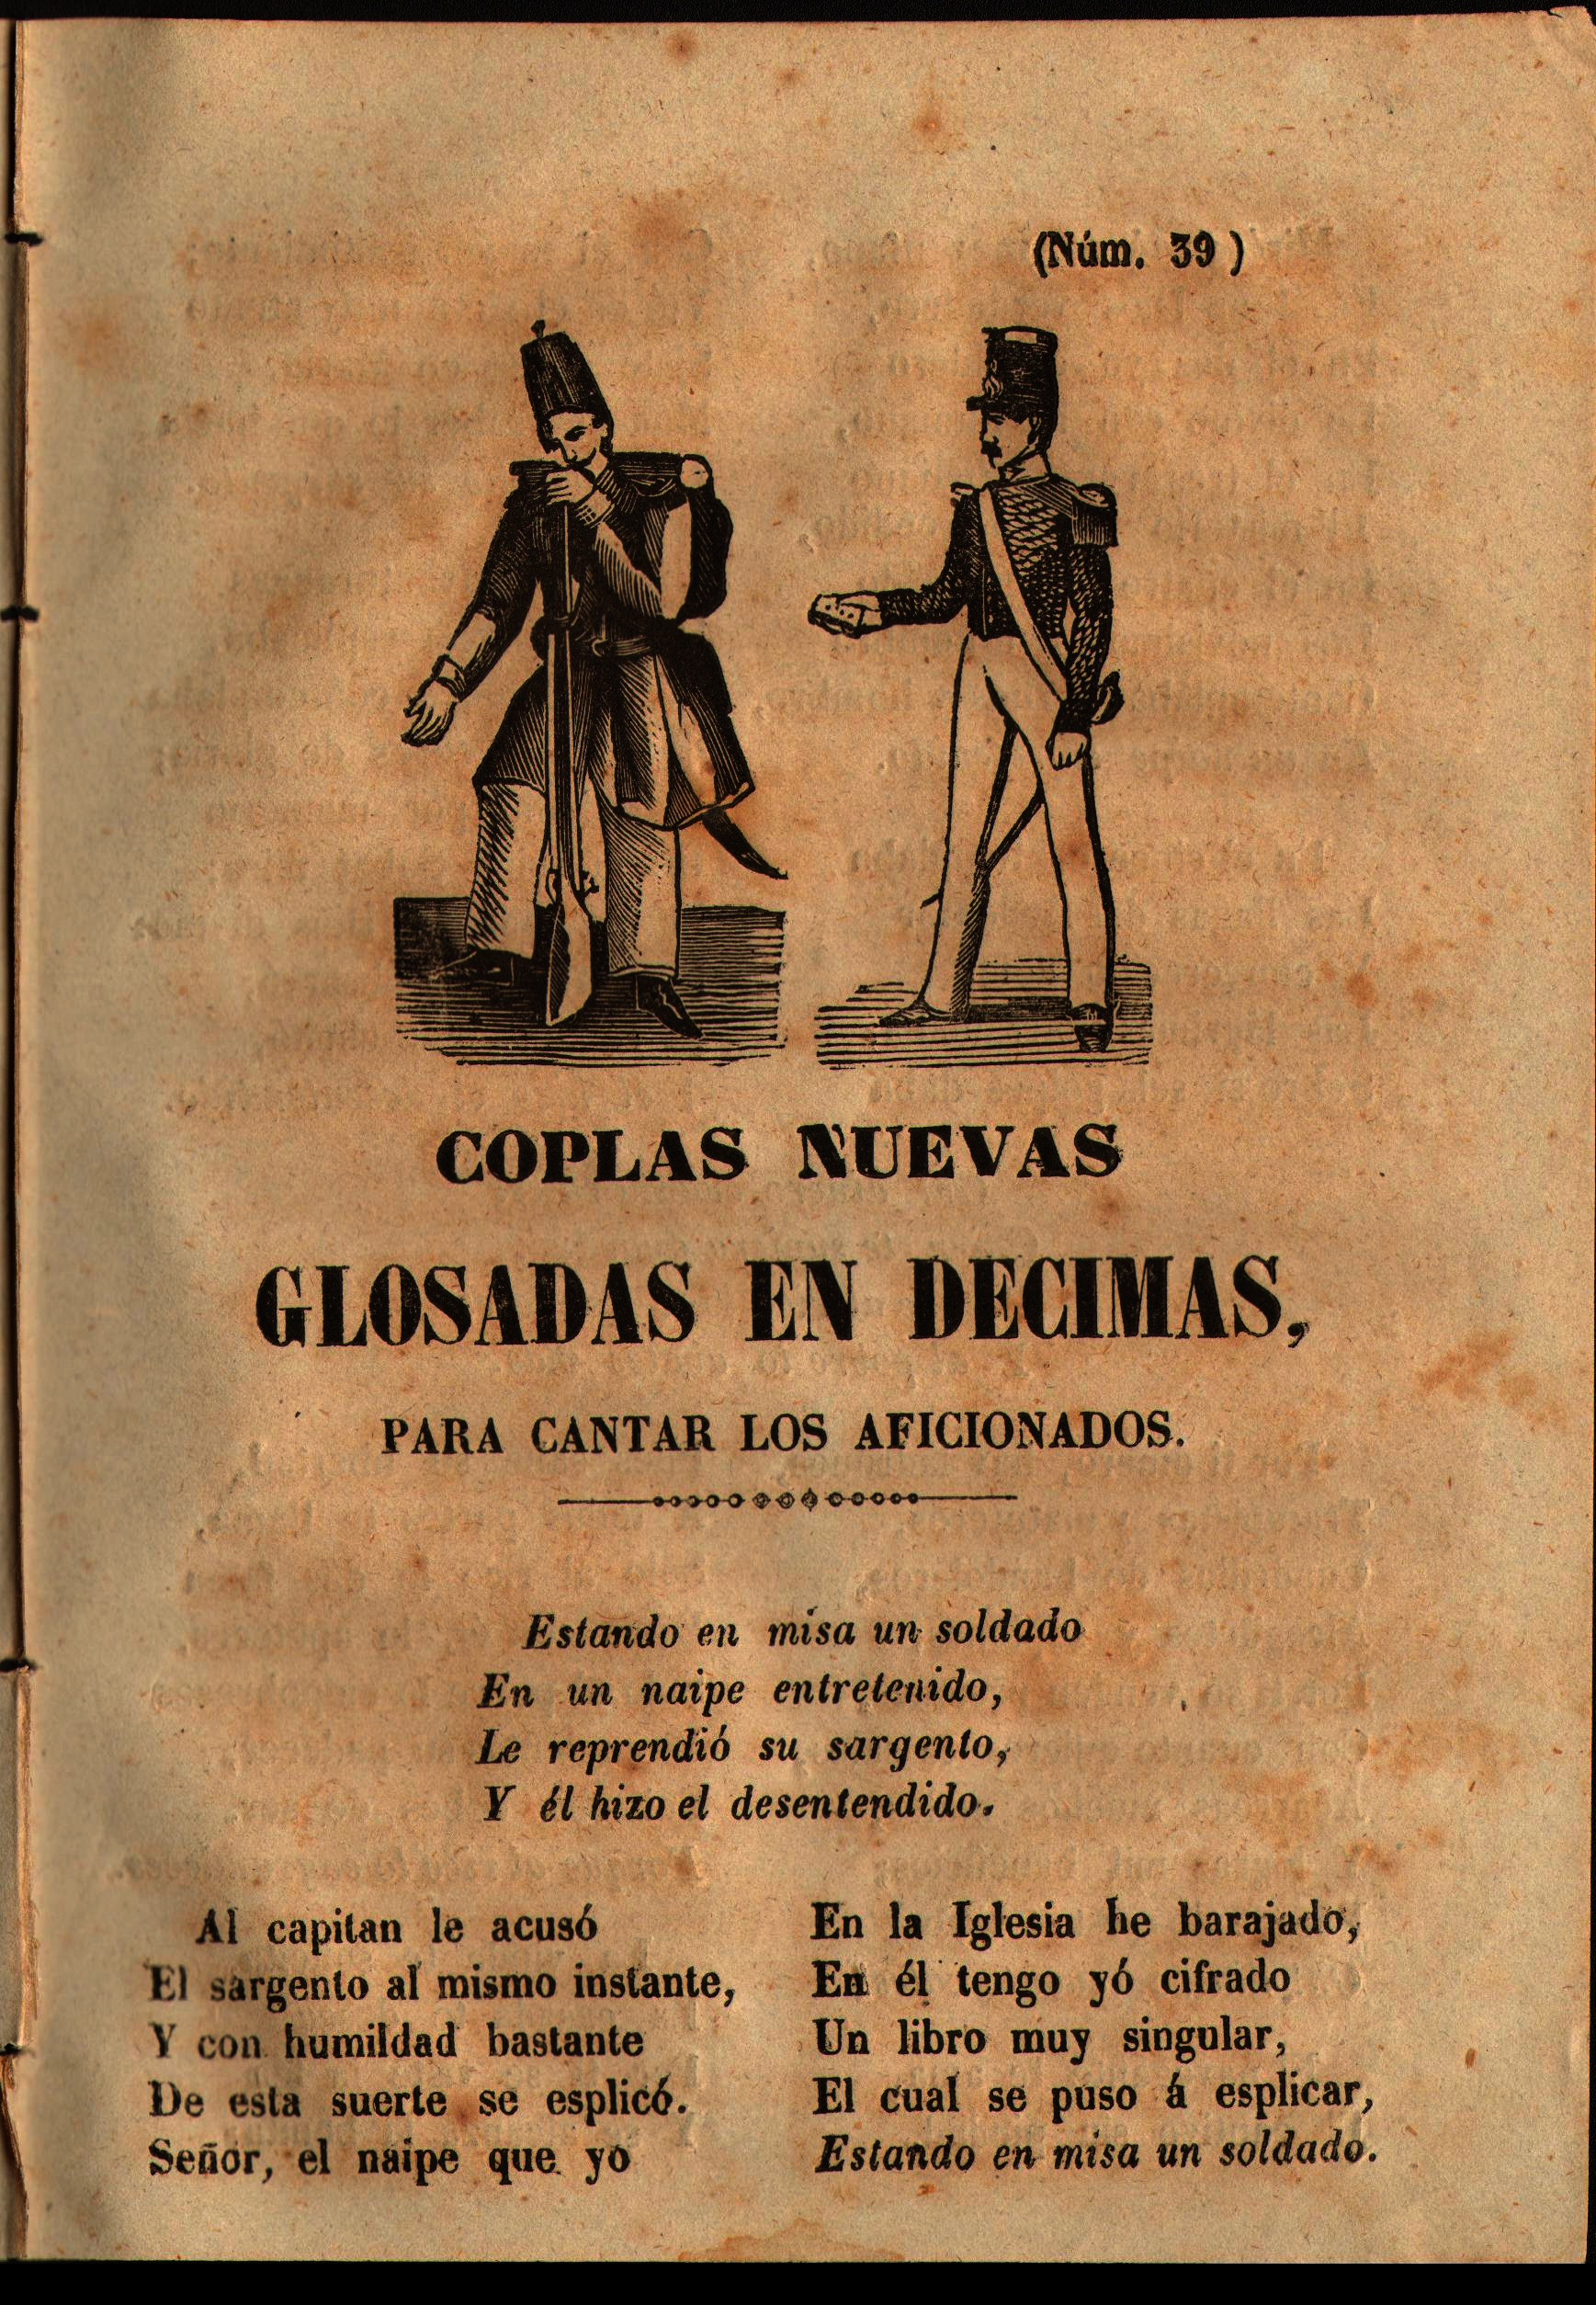 (Núm. 39)
COPLAS NUEVAS
GLOSADAS EN DECIMAS,
PARA CANTAR LOS AFICIONADOS.
Estando en misa un soldado
En un naipe entretenido,
Le reprendió su sargento,
Y él hizo el desentendido.
Al capitan le acusó
El sargento al mismo instante,
Y con humildad bastante
De esta suerte se esplicó.
Señor, el naipe que yo
En la Iglesia he barajado,
En él tengo yó cifrado
Un libro muy singular,
El cual se puso á esplicar,
Estando en misa un soldado.